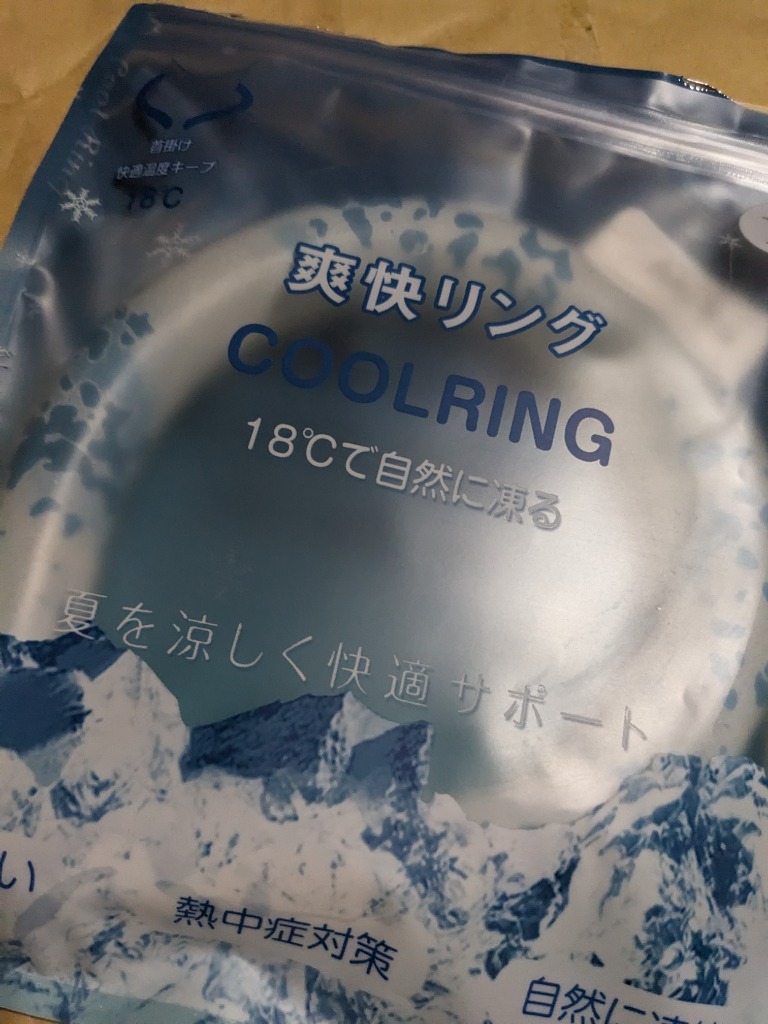 首掛け
快適温度キープ
18℃
爽快リング
COOLRING
18℃で自然に凍る
夏を涼しく快適サポート
い
熱中症対策
自然に凍